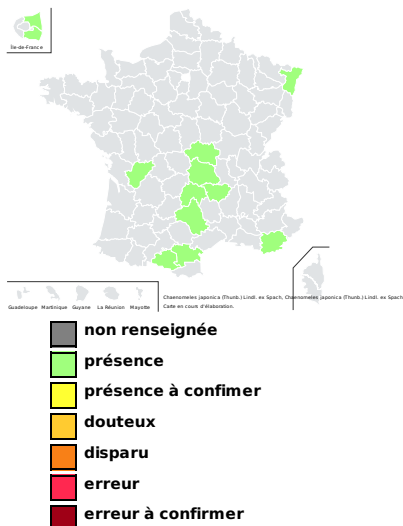 Île-de-France
Guadeloupe Martinique Guyane La Réunion Mayotte
Chaenomeles japonica (Thunb.) Lindl. ex Spach, Chaenomeles japonica (Thunb.) Lindl. ex Spach
Carte en cours d'élaboration.
non renseignée
présence
présence à confimer
douteux
disparu
erreur
erreur à confirmer